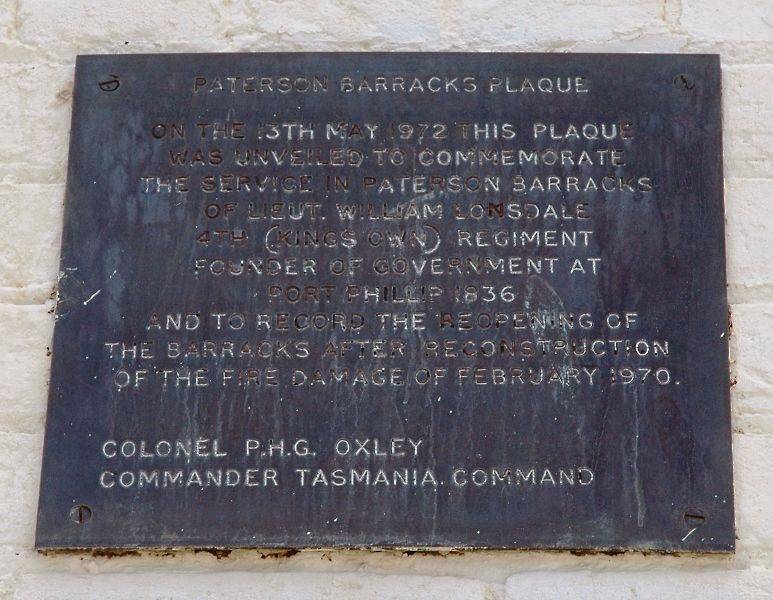 PATERSON BARRACKS PLAQUE
ON THE 13TH MAY 1972 THIS PLAQUE
WAS UNVEILED TO COMMEMORATE
THE SERVICE IN PATERSON BARRACKS
OF LIEUT. WILLIAM LONSDALE
4TH (KINGS OWN) REGIMENT
FOUNDER OF GOVERNMENT AT
PORT PHILLIP 1836
AND TO RECORD THE REOPENING OF
THE BARRACKS AFTER RECONSTRUCTION
OF THE FIRE DAMAGE OF FEBRUARY 1970.
COLONEL P.H.G. OXLEY
COMMANDER TASMANIA COMMAND